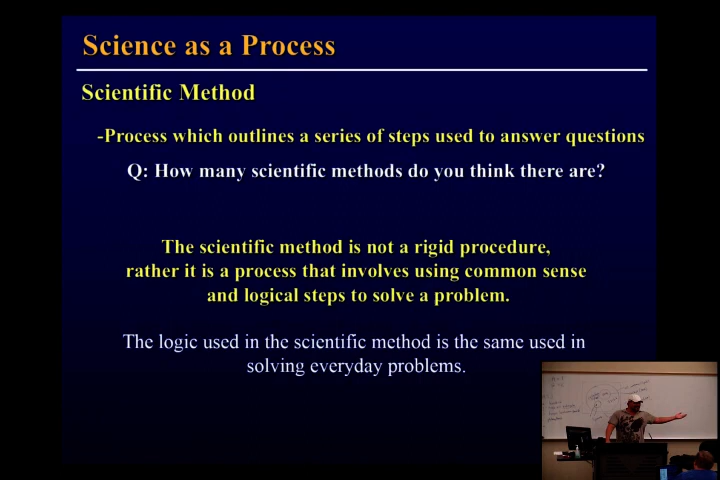 Science as a Process
Scientific Method
-Process which outlines a series of steps used to answer questions
Q: How many scientific methods do you think there are?
The scientific method is not a rigid procedure,
rather it is a process that involves using common sense
and logical steps to solve a problem.
The logic used in the scientific method is the same used in
solving everyday problems.